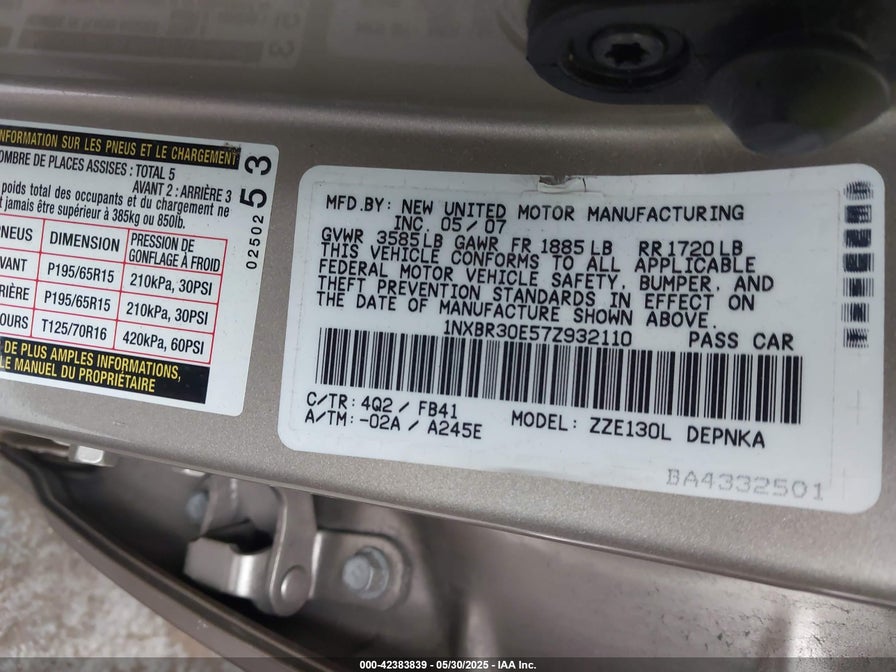 INFORMATION SUR LES PNEUS ET LE CHARGEMENT
NOMBRE DE PLACES ASSISES : TOTAL 5
AVANT 2 : ARRIÈRE 3
poids total des occupants et du chargement ne
jamais être supérieur à 385kg ou 850lb.
PNEUS DIMENSION PRESSION DE GONFLAGE À FROID
AVANT P195/65R15 210kPa, 30PSI
ARRIÈRE P195/65R15 210kPa, 30PSI
SECOURS T125/70R16 420kPa, 60PSI
DE PLUS AMPLES INFORMATIONS,
LE MANUEL DU PROPRIÉTAIRE
02502 53
MFD.BY: NEW UNITED MOTOR MANUFACTURING
INC. 05/07
GVWR 3585LB GAWR FR 1885LB RR1720LB
THIS VEHICLE CONFORMS TO ALL APPLICABLE
FEDERAL MOTOR VEHICLE SAFETY, BUMPER, AND
THEFT PREVENTION STANDARDS IN EFFECT ON
THE DATE OF MANUFACTURE SHOWN ABOVE.
1NXBR30E57Z932110 PASS CAR
C/TR: 4Q2 / FB41
A/TM: -02A / A245E MODEL: ZZE130L DEPNKA
BA4332501
000-42383839 - 05/30/2025 - IAA Inc.